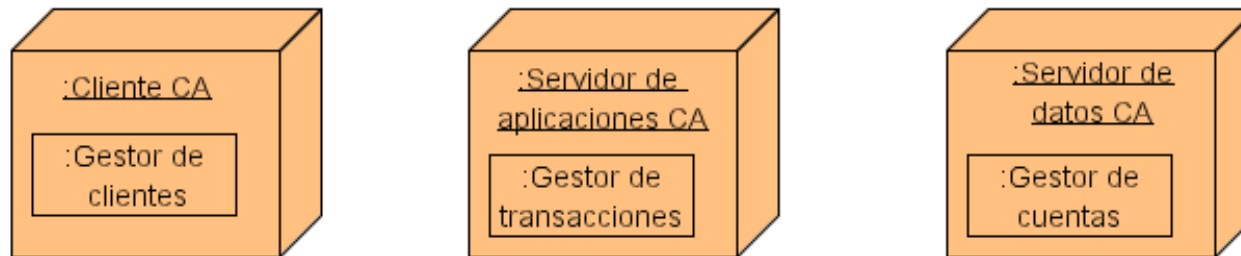 :Cliente CA
:Gestor de
clientes
:Servidor de
aplicaciones CA
:Gestor de
transacciones
:Servidor de
datos CA
:Gestor de
cuentas